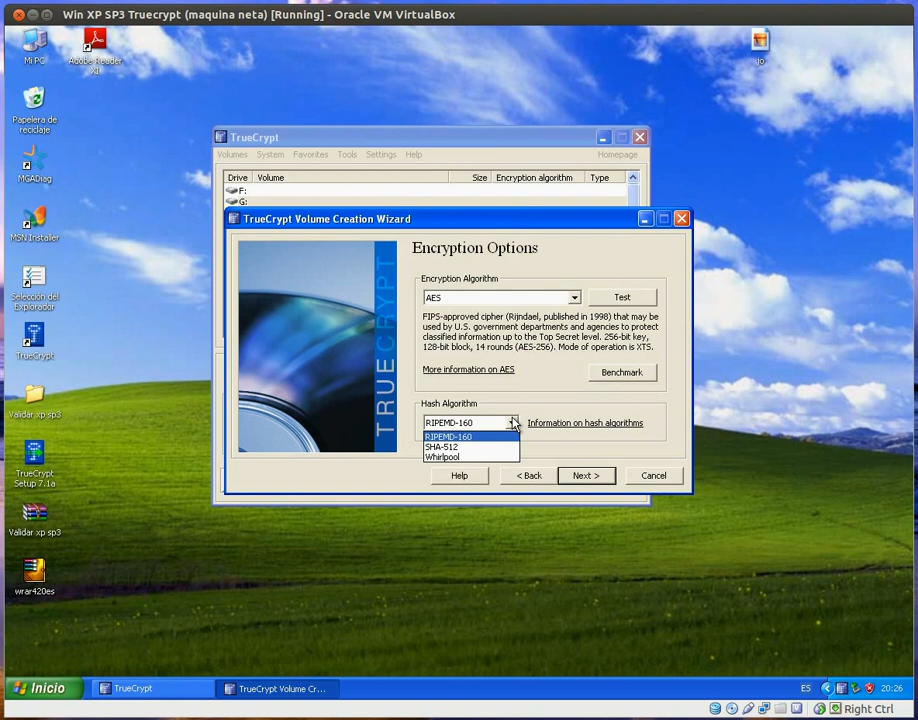 Win XP SP3 Truecrypt (maquina neta) [Running] - Oracle VM VirtualBox
Mi PC
Adobe Reader XI
jo
Papelera de
reciclaje
MGADiag
MSN Installer
Selección del
Explorador
TrueCrypt
Validar xp sp3
TrueCrypt
Setup 7.1a
Validar xp sp3
wrar420es
TrueCrypt
Volumes System Favorites Tools Settings Help Homepage
Drive Volume Size Encryption algorithm Type
F:
G:
TrueCrypt Volume Creation Wizard
TRUECRYPT
Encryption Options
Encryption Algorithm
AES Test
FIPS-approved cipher (Rijndael, published in 1998) that may be
used by U.S. government departments and agencies to protect
classified information up to the Top Secret level. 256-bit key,
128-bit block, 14 rounds (AES-256). Mode of operation is XTS.
More information on AES Benchmark
Hash Algorithm
RIPEMD-160 Information on hash algorithms
RIPEMD-160
SHA-512
Whirlpool
Help < Back Next > Cancel
Inicio TrueCrypt TrueCrypt Volume Cr... ES 20:26
Right Ctrl